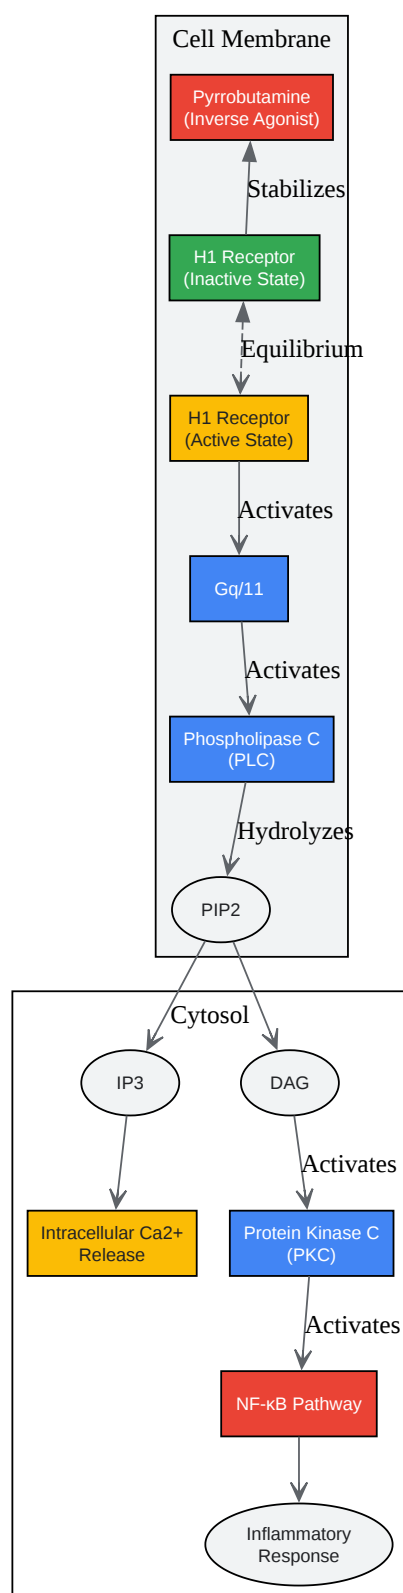 Cell Membrane
Pyrrobutamine
(Inverse Agonist)
Stabilizes
H1 Receptor
(Inactive State)
Equilibrium
H1 Receptor
(Active State)
Activates
Gq/11
Activates
Phospholipase C
(PLC)
Hydrolyzes
PIP2
Cytosol
IP3
DAG
Activates
Intracellular Ca2+
Release
Protein Kinase C
(PKC)
Activates
NF-κB Pathway
Inflammatory
Response